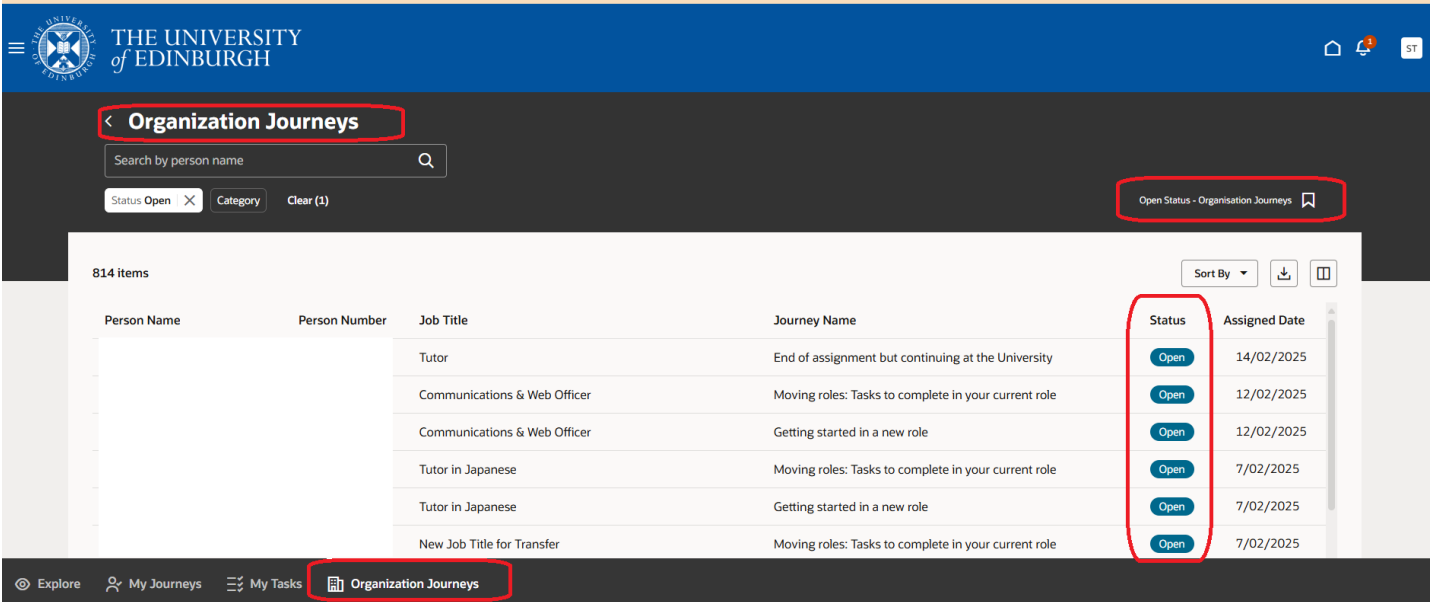 THE UNIVERSITY
of EDINBURGH
1
ST
Organization Journeys
Search by person name
Status Open Category Clear (1)
Open Status - Organisation Journeys
814 items
Sort By
Person Name Person Number Job Title Journey Name Status Assigned Date
Tutor End of assignment but continuing at the University Open 14/02/2025
Communications & Web Officer Moving roles: Tasks to complete in your current role Open 12/02/2025
Communications & Web Officer Getting started in a new role Open 12/02/2025
Tutor in Japanese Moving roles: Tasks to complete in your current role Open 7/02/2025
Tutor in Japanese Getting started in a new role Open 7/02/2025
New Job Title for Transfer Moving roles: Tasks to complete in your current role Open 7/02/2025
Explore My Journeys My Tasks Organization Journeys